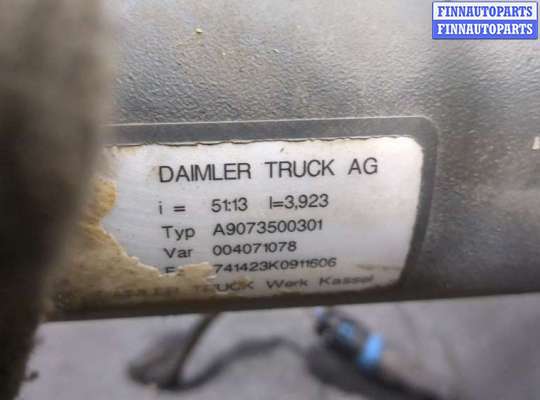 FINNAUTOPARTS
FINNAUTOPARTS
DAIMLER TRUCK AG
i = 51:13 I=3,923
Typ A9073500301
Var 004071078
741423K0911606
TRUCK Werk Kassel